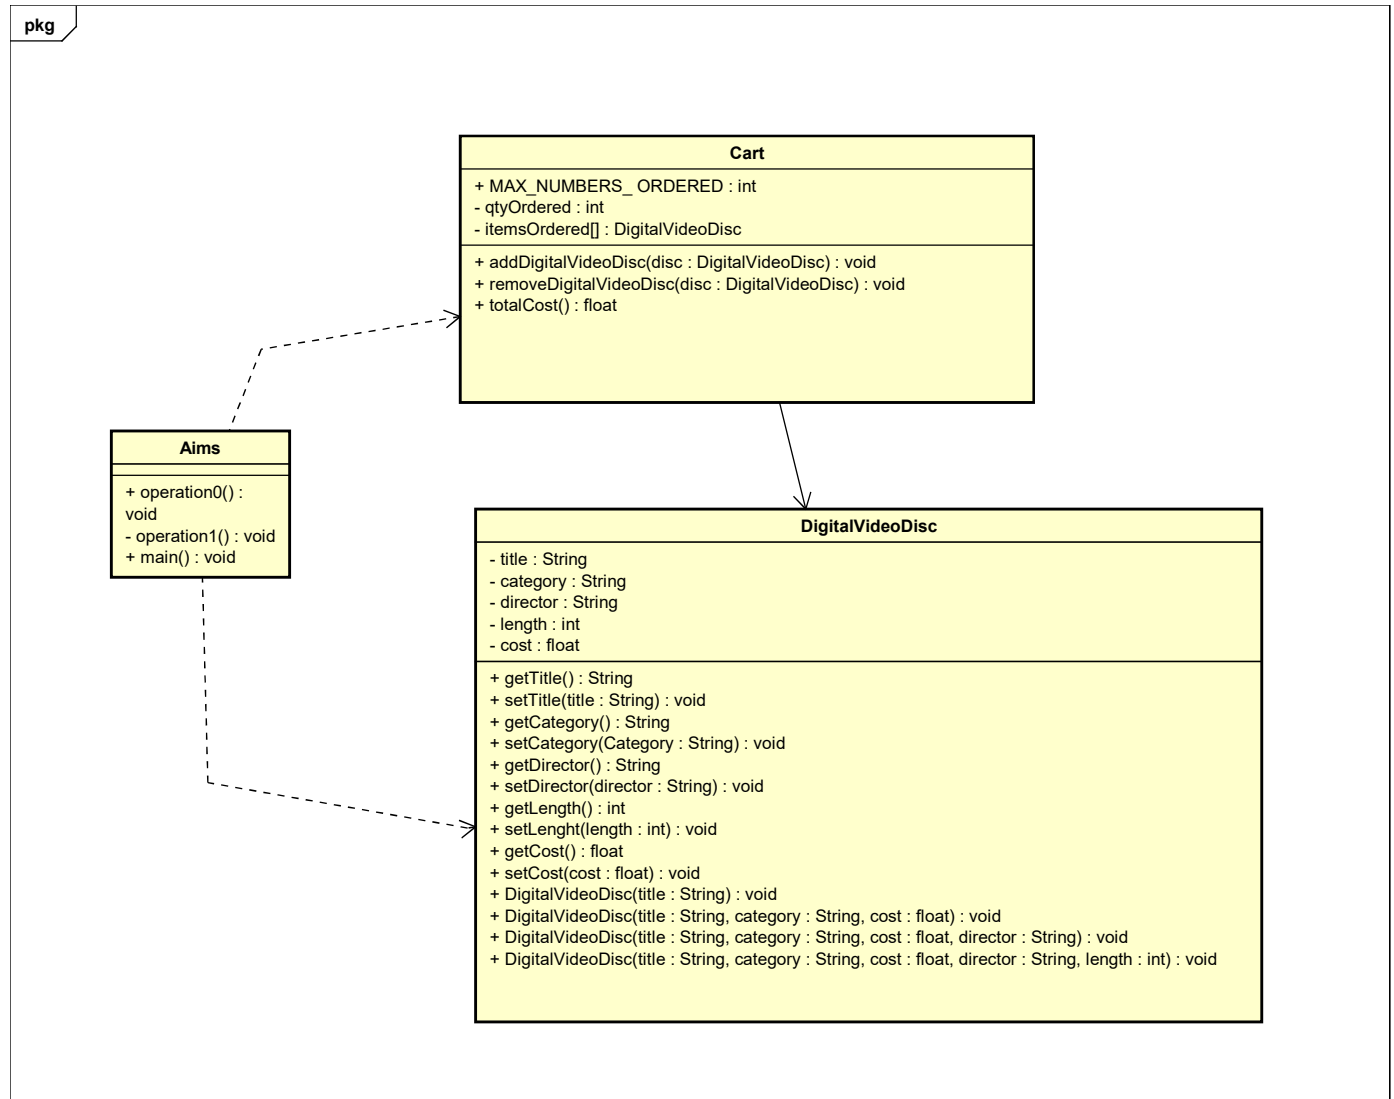 pkg
Cart
+ MAX_NUMBERS_ ORDERED : int
- qtyOrdered : int
- itemsOrdered[] : DigitalVideoDisc
+ addDigitalVideoDisc(disc : DigitalVideoDisc) : void
+ removeDigitalVideoDisc(disc : DigitalVideoDisc) : void
+ totalCost() : float
Aims
+ operation0() :
void
- operation1() : void
+ main() : void
DigitalVideoDisc
- title : String
- category : String
- director : String
- length : int
- cost : float
+ getTitle() : String
+ setTitle(title : String) : void
+ getCategory() : String
+ setCategory(Category : String) : void
+ getDirector() : String
+ setDirector(director : String) : void
+ getLength() : int
+ setLenght(length : int) : void
+ getCost() : float
+ setCost(cost : float) : void
+ DigitalVideoDisc(title : String) : void
+ DigitalVideoDisc(title : String, category : String, cost : float) : void
+ DigitalVideoDisc(title : String, category : String, cost : float, director : String) : void
+ DigitalVideoDisc(title : String, category : String, cost : float, director : String, length : int) : void